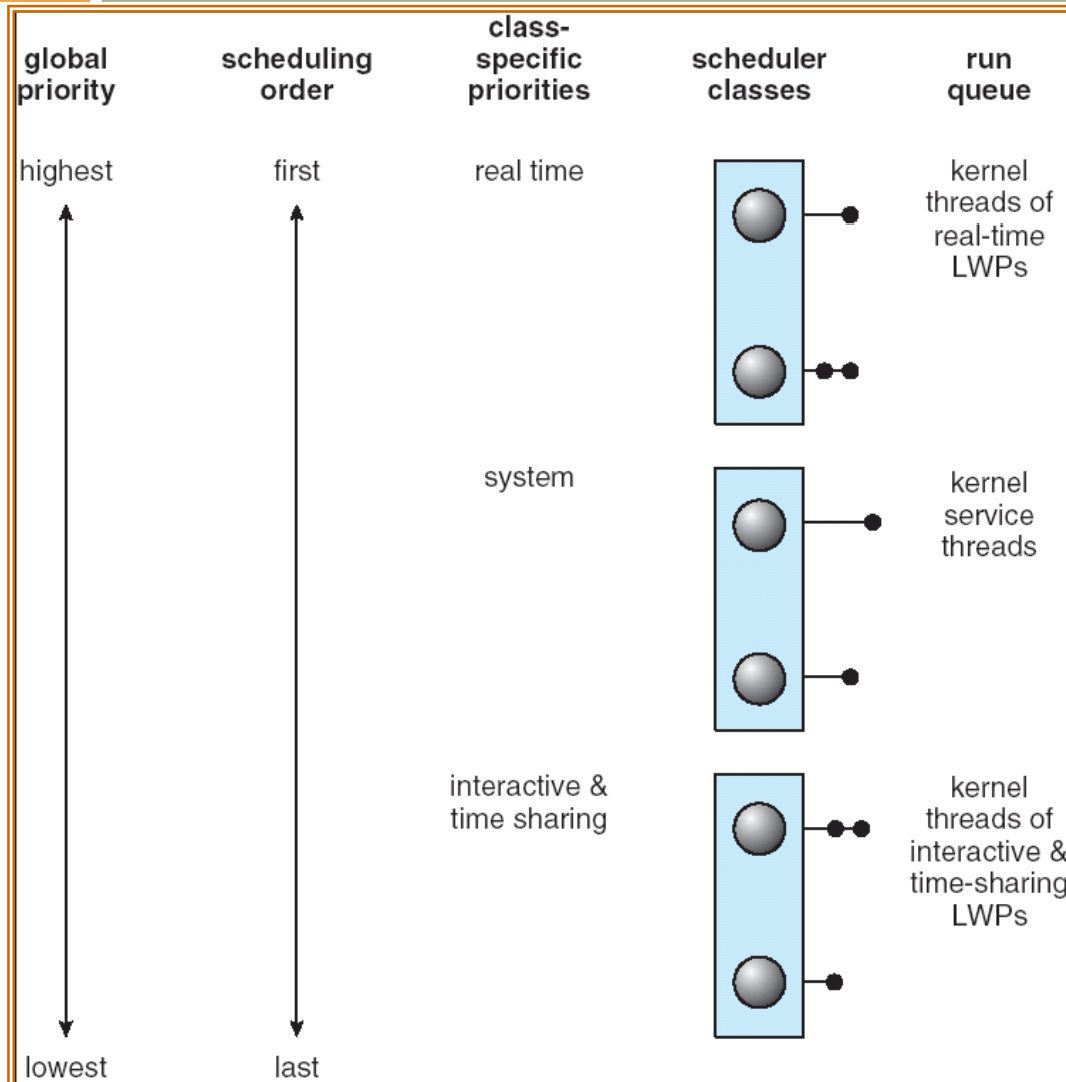 global
priority
scheduling
order
class-
specific
priorities
scheduler
classes
run
queue
highest
first
real time
kernel
threads of
real-time
LWPs
system
kernel
service
threads
interactive &
time sharing
kernel
threads of
interactive &
time-sharing
LWPs
lowest
last